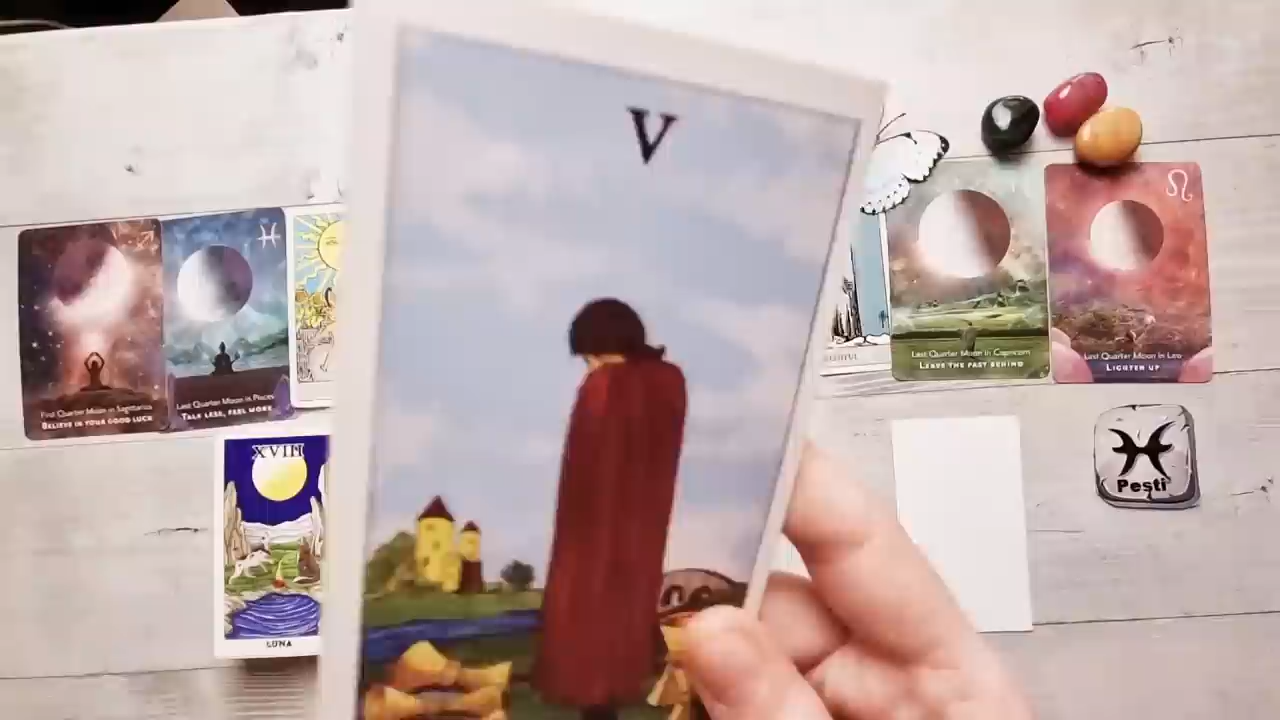 V
First Quarter Moon in Sagittarius
BELIEVE IN YOUR GOOD LUCK
Last Quarter Moon in Pisces
TALK LESS, FEEL MORE
XVIII
LUNA
Last Quarter Moon in Capricorn
LEAVE THE PAST BEHIND
Last Quarter Moon in Leo
LIGHTEN UP
Pești